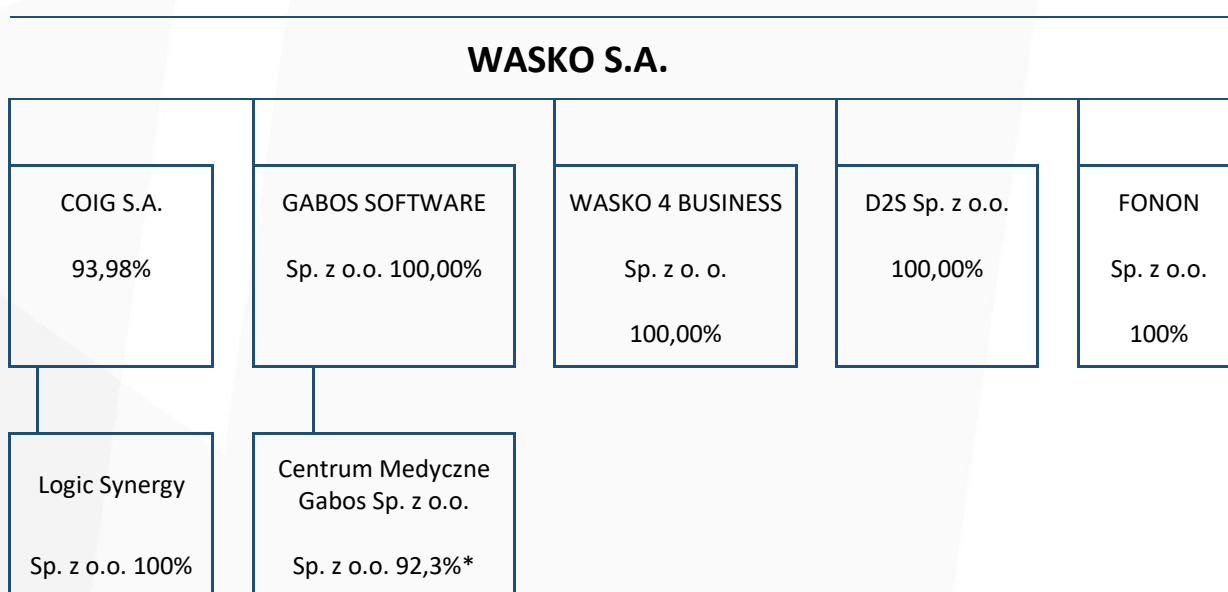 WASKO S.A.
COIG S.A.
93,98%
GABOS SOFTWARE
Sp. z o.o. 100,00%
WASKO 4 BUSINESS
Sp. z o. o.
100,00%
D2S Sp. z o.o.
100,00%
FONON
Sp. z o.o.
100%
Logic Synergy
Sp. z o.o. 100%
Centrum Medyczne
Gabos Sp. z o.o.
Sp. z o.o. 92,3%*